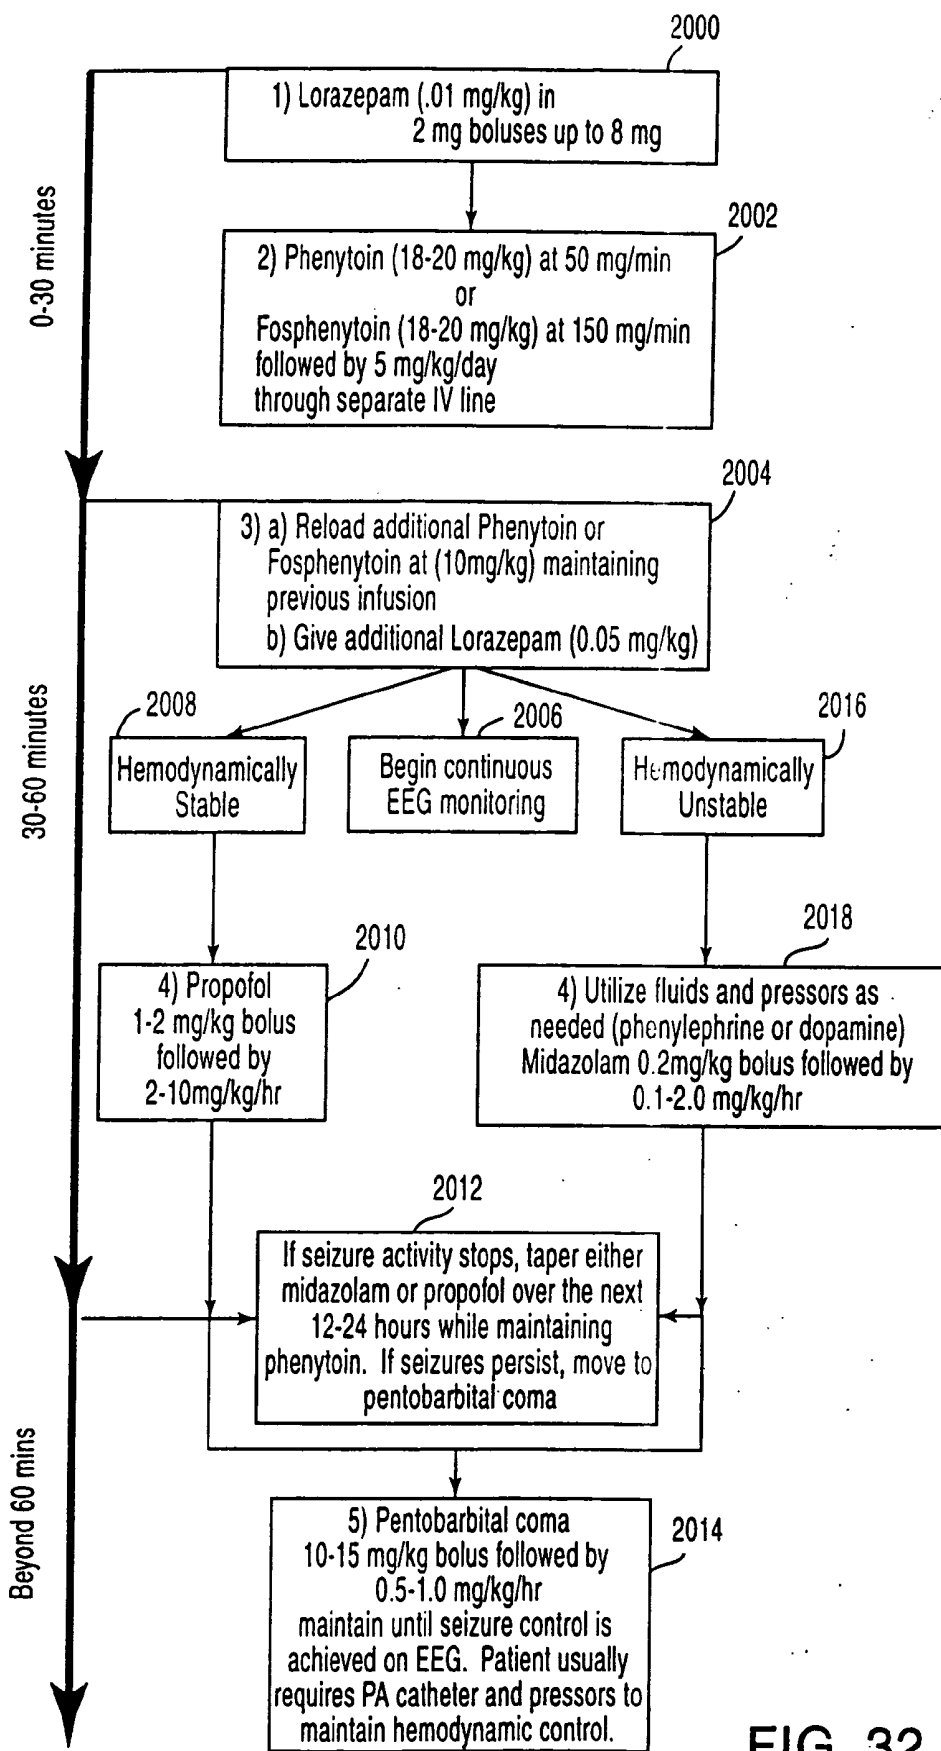 2000
1) Lorazepam (.01 mg/kg) in
2 mg boluses up to 8 mg
0-30 minutes
2002
2) Phenytoin (18-20 mg/kg) at 50 mg/min
or
Fosphenytoin (18-20 mg/kg) at 150 mg/min
followed by 5 mg/kg/day
through separate IV line
2004
3) a) Reload additional Phenytoin or
Fosphenytoin at (10mg/kg) maintaining
previous infusion
b) Give additional Lorazepam (0.05 mg/kg)
30-60 minutes
2008
Hemodynamically
Stable
2006
Begin continuous
EEG monitoring
2016
Hemodynamically
Unstable
2010
4) Propofol
1-2 mg/kg bolus
followed by
2-10mg/kg/hr
2018
4) Utilize fluids and pressors as
needed (phenylephrine or dopamine)
Midazolam 0.2mg/kg bolus followed by
0.1-2.0 mg/kg/hr
2012
If seizure activity stops, taper either
midazolam or propofol over the next
12-24 hours while maintaining
phenytoin. If seizures persist, move to
pentobarbital coma
Beyond 60 mins
2014
5) Pentobarbital coma
10-15 mg/kg bolus followed by
0.5-1.0 mg/kg/hr
maintain until seizure control is
achieved on EEG. Patient usually
requires PA catheter and pressors to
maintain hemodynamic control.
FIG. 32